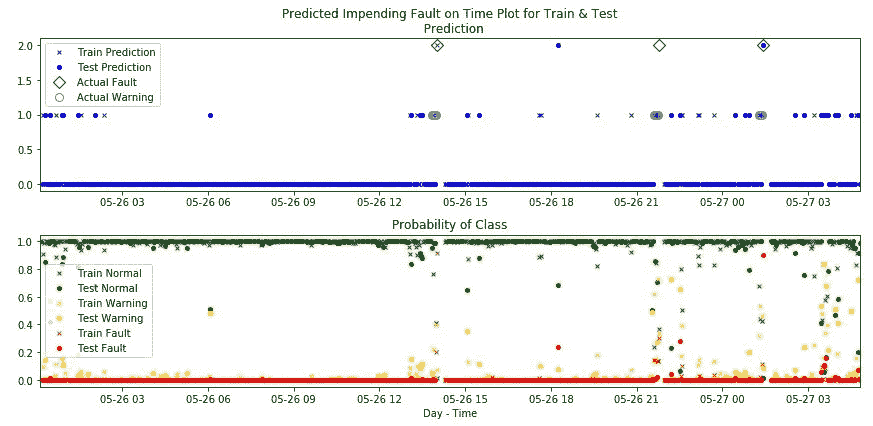 Predicted Impending Fault on Time Plot for Train & Test
Prediction
2.0
1.5
1.0
0.5
0.0
Train Prediction
Test Prediction
Actual Fault
Actual Warning
05-26 03
05-26 06
05-26 09
05-26 12
05-26 15
05-26 18
05-26 21
05-27 00
05-27 03
Probability of Class
1.0
0.8
0.6
0.4
0.2
0.0
Train Normal
Test Normal
Train Warning
Test Warning
Train Fault
Test Fault
05-26 03
05-26 06
05-26 09
05-26 12
05-26 15
05-26 18
05-26 21
05-27 00
05-27 03
Day - Time